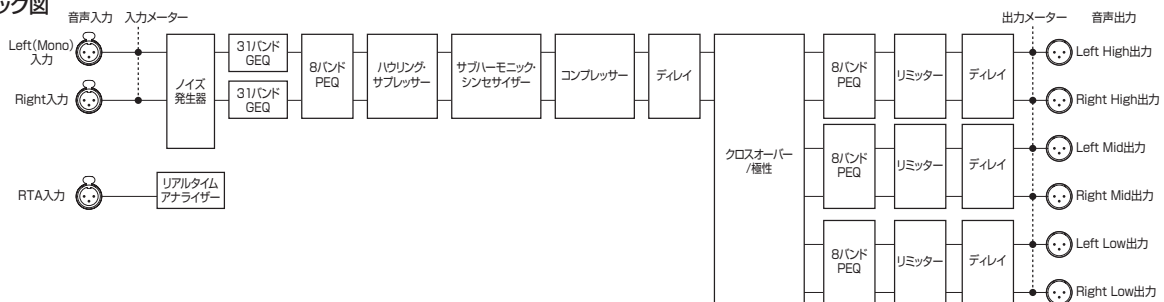 ック図
音声入力 入力メーター 出力メーター 音声出力
Left(Mono)
入力
Right入力
ノイズ
発生器
31バンド
GEQ
31バンド
GEQ
8バンド
PEQ
ハウリング・
サプレッサー
サブハーモニック・
シンセサイザー
コンプレッサー
ディレイ
クロスオーバー
/極性
8バンド
PEQ
リミッター
ディレイ
Left High出力
Right High出力
8バンド
PEQ
リミッター
ディレイ
Left Mid出力
Right Mid出力
8バンド
PEQ
リミッター
ディレイ
Left Low出力
Right Low出力
RTA入力
リアルタイム
アナライザー